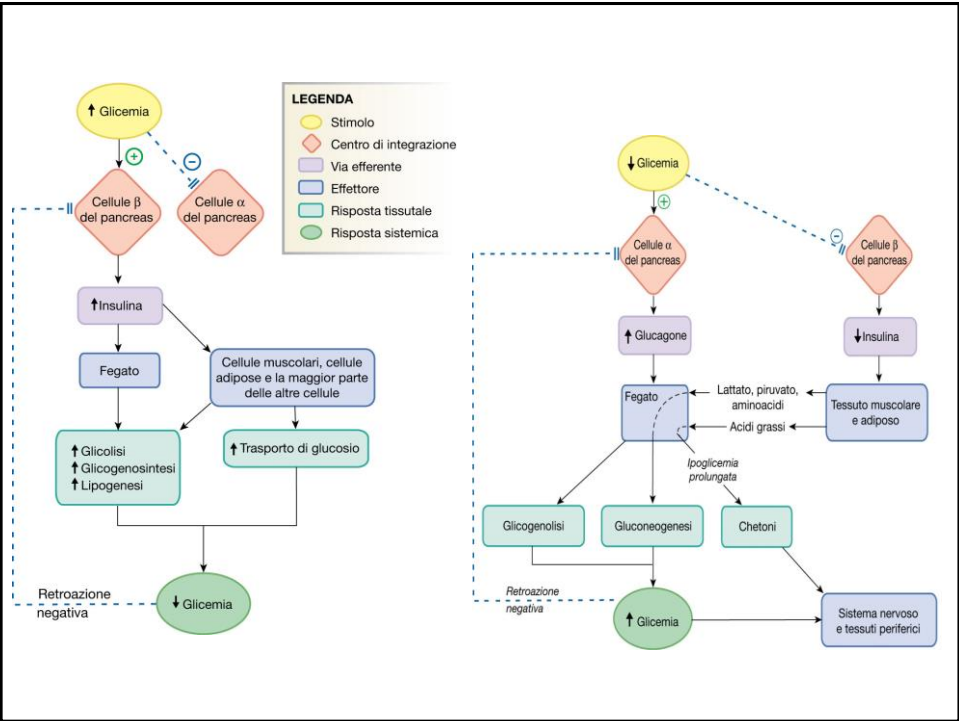 ↑ Glicemia
+
−
Cellule β
del pancreas
Cellule α
del pancreas
↑Insulina
Fegato
Cellule muscolari, cellule
adipose e la maggior parte
delle altre cellule
↑ Glicolisi
↑ Glicogenosintesi
↑ Lipogenesi
↑ Trasporto di glucosio
Retroazione
negativa
↓ Glicemia
LEGENDA
Stimolo
Centro di integrazione
Via efferente
Effettore
Risposta tissutale
Risposta sistemica
↓ Glicemia
+
−
Cellule α
del pancreas
Cellule β
del pancreas
↑ Glucagone
↓Insulina
Fegato
Lattato, piruvato,
aminoacidi
Acidi grassi
Tessuto muscolare
e adiposo
Ipoglicemia
prolungata
Glicogenolisi
Gluconeogenesi
Chetoni
Retroazione
negativa
↑ Glicemia
Sistema nervoso
e tessuti periferici